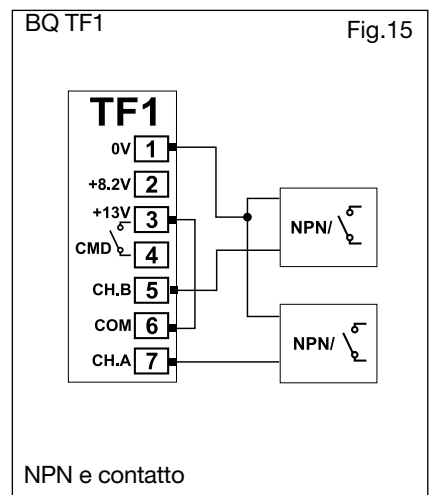 BQ TF1
Fig.15
TF1
0V 1
+8.2V 2
+13V 3
CMD 4
CH.B 5
COM 6
CH.A 7
NPN/
NPN/
NPN e contatto